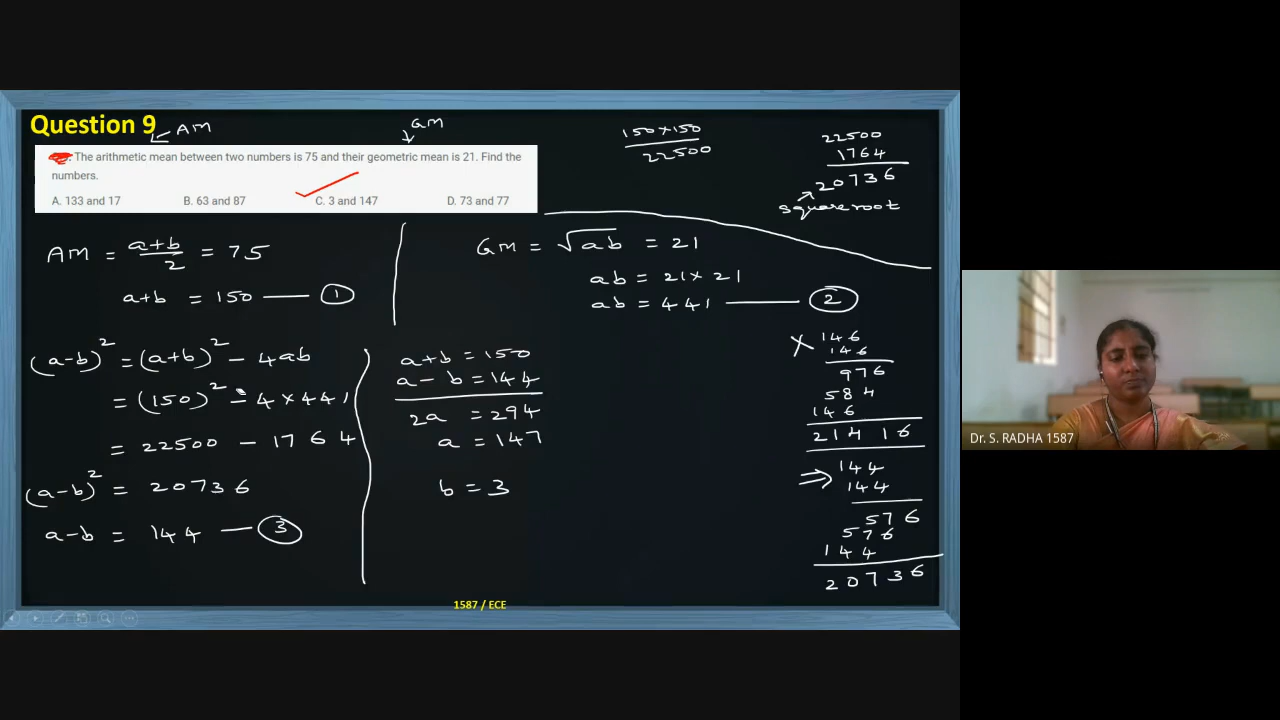 Question 9
AM
GM
The arithmetic mean between two numbers is 75 and their geometric mean is 21. Find the
numbers.
A. 133 and 17 B. 63 and 87 C. 3 and 147 D. 73 and 77
150×150
22500
22500
1764
20736
square root
AM = a+b/2 = 75
a+b = 150 — 1
GM = √ab = 21
ab = 21×21
ab = 441 — 2
(a-b)² = (a+b)² - 4ab
= (150)² - 4×441
= 22500 - 1764
(a-b)² = 20736
a-b = 144 — 3
a+b = 150
a-b = 144
2a = 294
a = 147
b = 3
× 146
146
976
584
146
21416
⇒ 144
144
576
576
144
20736
1587 / ECE
Dr. S. RADHA 1587